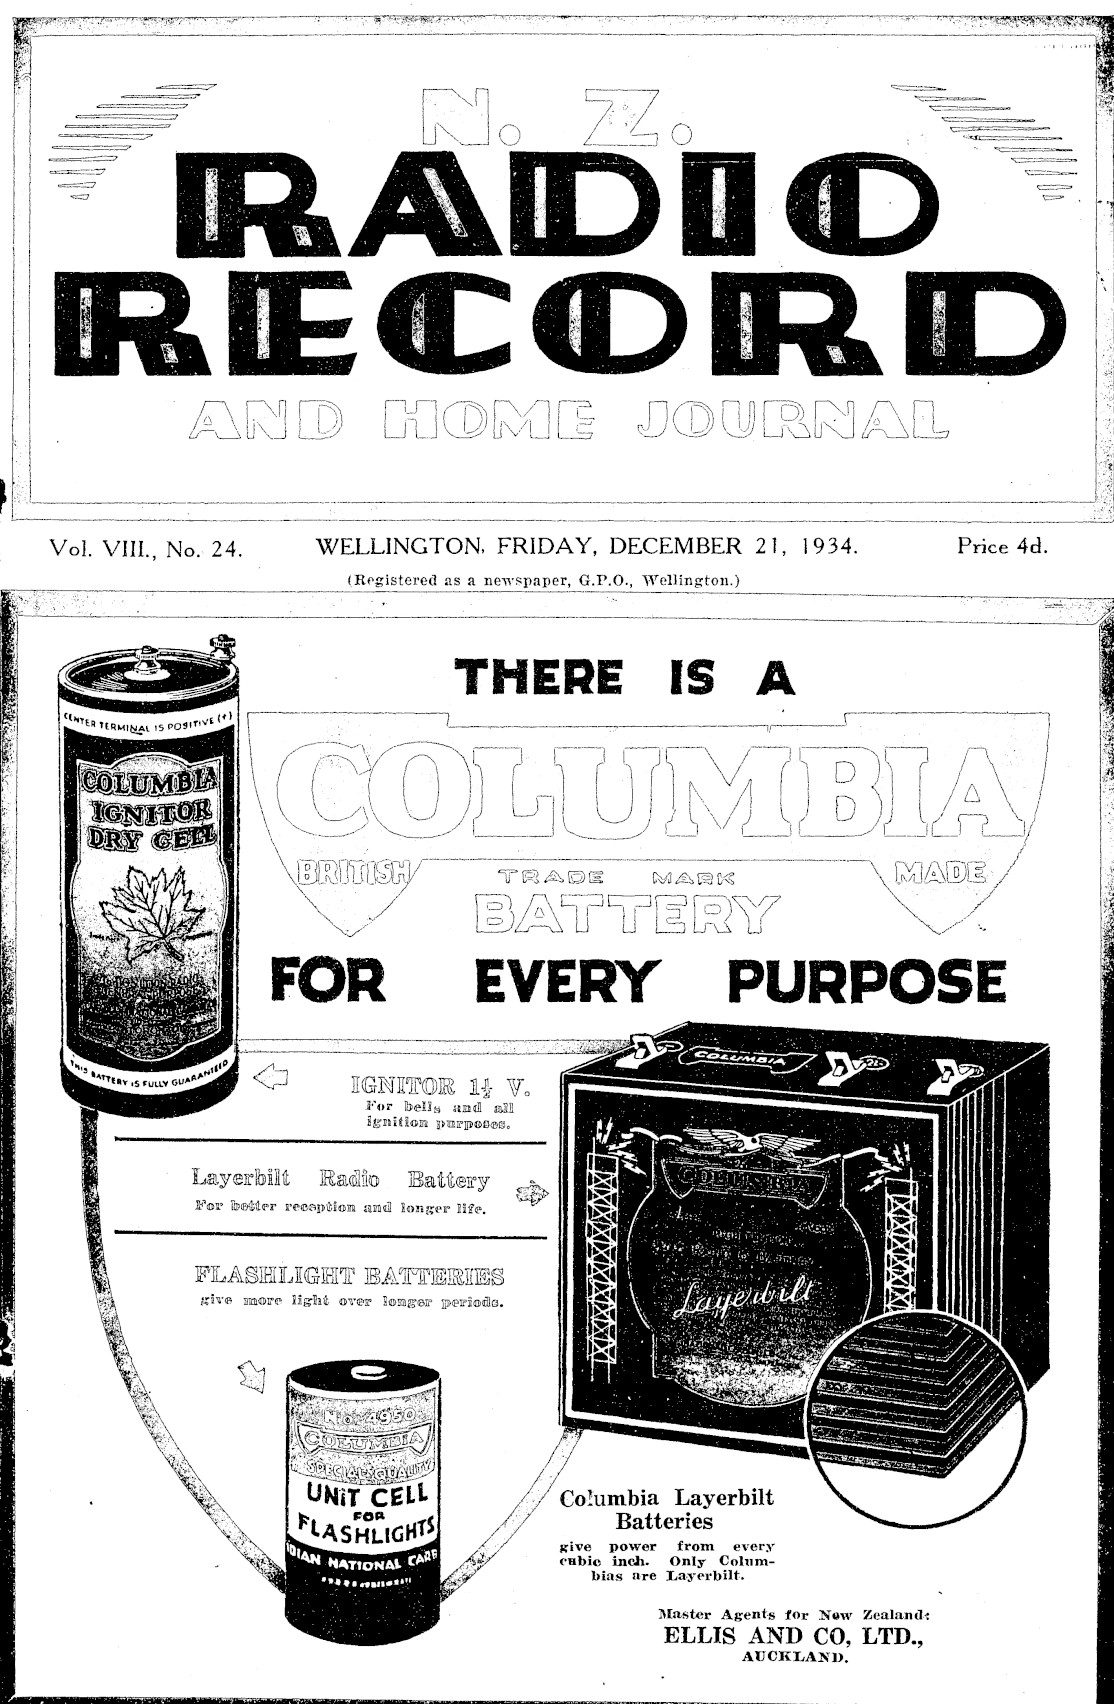 N. Z.
RADIO
RECORD
AND HOME JOURNAL
Vol. VIII., No. 24.
WELLINGTON, FRIDAY, DECEMBER 21, 1934.
Price 4d.
(Registered as a newspaper, G.P.O., Wellington.)
THERE IS A
COLUMBIA
BRITISH
TRADE MARK
MADE
BATTERY
FOR EVERY PURPOSE
CENTER TERMINAL IS POSITIVE (+)
COLUMBIA
IGNITOR
DRY CELL
THIS BATTERY IS FULLY GUARANTEED
IGNITOR 1½ V.
For bells and all
ignition purposes.
Layerbilt Radio Battery
For better reception and longer life.
FLASHLIGHT BATTERIES
give more light over longer periods.
COLUMBIA
COLUMBIA
Layerbilt
No. 4950
COLUMBIA
SPECIAL QUALITY
UNIT CELL
FOR
FLASHLIGHTS
DIAN NATIONAL CARB
Columbia Layerbilt
Batteries
give power from every
cubic inch. Only Colum-
bias are Layerbilt.
Master Agents for New Zealand:
ELLIS AND CO, LTD.,
AUCKLAND.